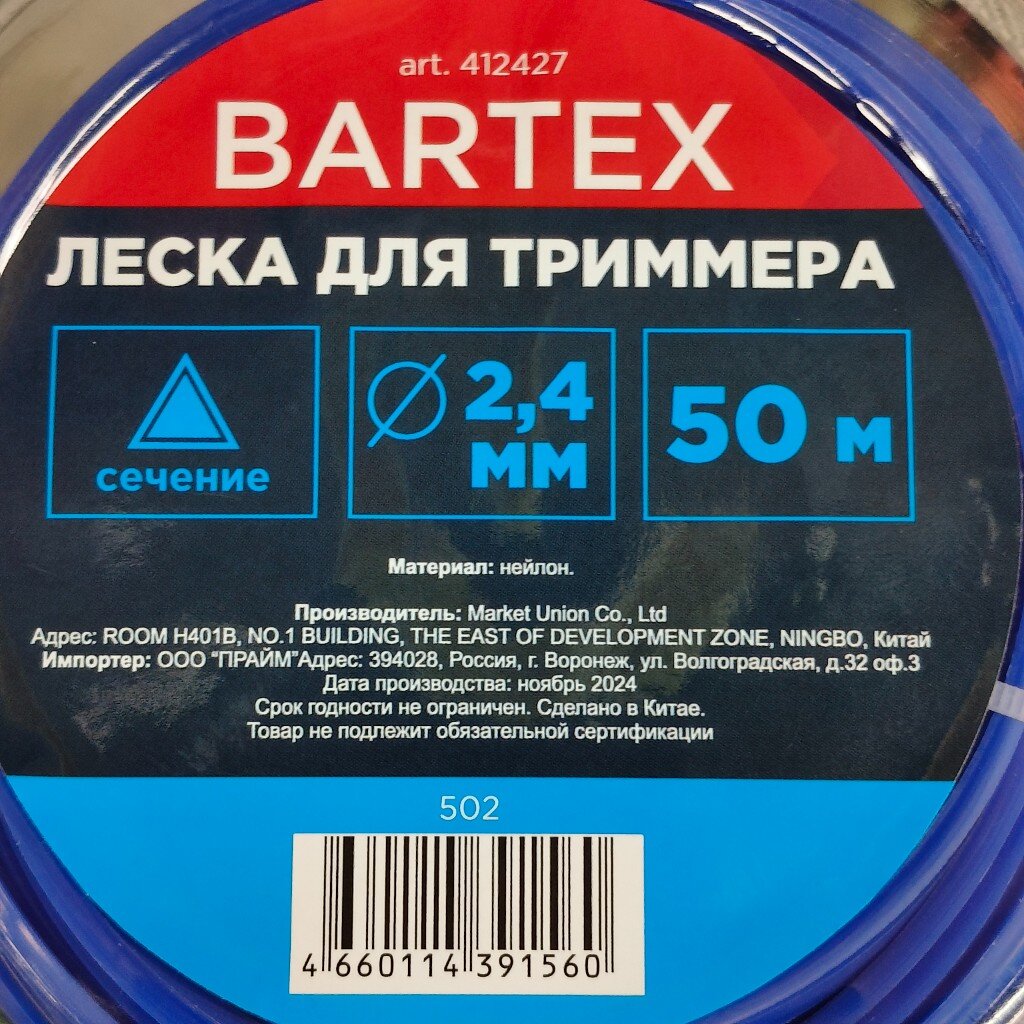 art. 412427
BARTEX
ЛЕСКА ДЛЯ ТРИММЕРА
сечение
2,4 мм
50 м
Материал: нейлон.
Производитель: Market Union Co., Ltd
Адрес: ROOM H401B, NO.1 BUILDING, THE EAST OF DEVELOPMENT ZONE, NINGBO, Китай
Импортер: ООО “ПРАЙМ”Адрес: 394028, Россия, г. Воронеж, ул. Волгоградская, д.32 оф.3
Дата производства: ноябрь 2024
Срок годности не ограничен. Сделано в Китае.
Товар не подлежит обязательной сертификации
502
4 660114 391560